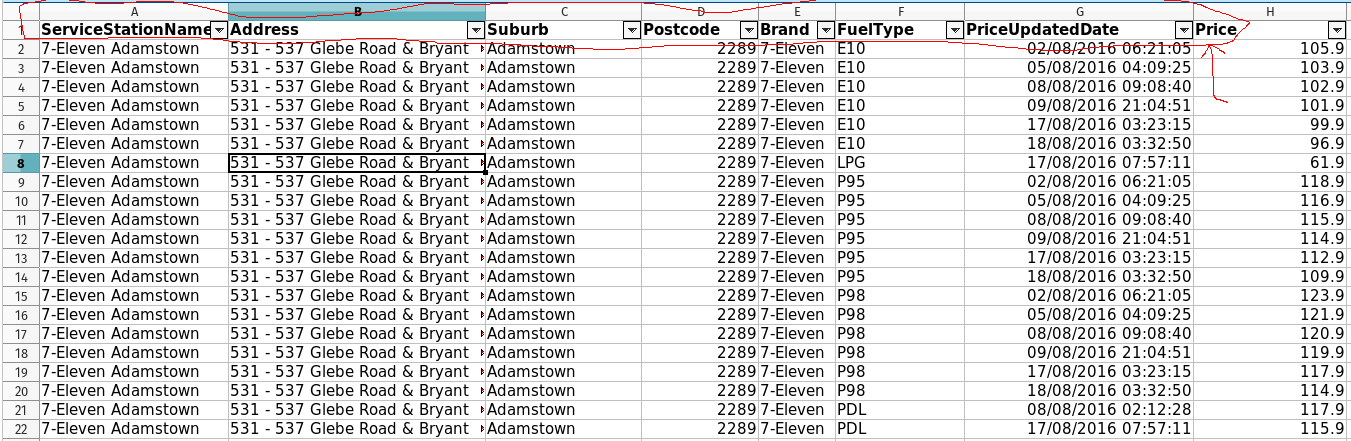 A B C D E F G H
1 ServiceStationName Address Suburb Postcode Brand FuelType PriceUpdatedDate Price
2 7-Eleven Adamstown 531 - 537 Glebe Road & Bryant Adamstown 2289 7-Eleven E10 02/08/2016 06:21:05 105.9
3 7-Eleven Adamstown 531 - 537 Glebe Road & Bryant Adamstown 2289 7-Eleven E10 05/08/2016 04:09:25 103.9
4 7-Eleven Adamstown 531 - 537 Glebe Road & Bryant Adamstown 2289 7-Eleven E10 08/08/2016 09:08:40 102.9
5 7-Eleven Adamstown 531 - 537 Glebe Road & Bryant Adamstown 2289 7-Eleven E10 09/08/2016 21:04:51 101.9
6 7-Eleven Adamstown 531 - 537 Glebe Road & Bryant Adamstown 2289 7-Eleven E10 17/08/2016 03:23:15 99.9
7 7-Eleven Adamstown 531 - 537 Glebe Road & Bryant Adamstown 2289 7-Eleven E10 18/08/2016 03:32:50 96.9
8 7-Eleven Adamstown 531 - 537 Glebe Road & Bryant Adamstown 2289 7-Eleven LPG 17/08/2016 07:57:11 61.9
9 7-Eleven Adamstown 531 - 537 Glebe Road & Bryant Adamstown 2289 7-Eleven P95 02/08/2016 06:21:05 118.9
10 7-Eleven Adamstown 531 - 537 Glebe Road & Bryant Adamstown 2289 7-Eleven P95 05/08/2016 04:09:25 116.9
11 7-Eleven Adamstown 531 - 537 Glebe Road & Bryant Adamstown 2289 7-Eleven P95 08/08/2016 09:08:40 115.9
12 7-Eleven Adamstown 531 - 537 Glebe Road & Bryant Adamstown 2289 7-Eleven P95 09/08/2016 21:04:51 114.9
13 7-Eleven Adamstown 531 - 537 Glebe Road & Bryant Adamstown 2289 7-Eleven P95 17/08/2016 03:23:15 112.9
14 7-Eleven Adamstown 531 - 537 Glebe Road & Bryant Adamstown 2289 7-Eleven P95 18/08/2016 03:32:50 109.9
15 7-Eleven Adamstown 531 - 537 Glebe Road & Bryant Adamstown 2289 7-Eleven P98 02/08/2016 06:21:05 123.9
16 7-Eleven Adamstown 531 - 537 Glebe Road & Bryant Adamstown 2289 7-Eleven P98 05/08/2016 04:09:25 121.9
17 7-Eleven Adamstown 531 - 537 Glebe Road & Bryant Adamstown 2289 7-Eleven P98 08/08/2016 09:08:40 120.9
18 7-Eleven Adamstown 531 - 537 Glebe Road & Bryant Adamstown 2289 7-Eleven P98 09/08/2016 21:04:51 119.9
19 7-Eleven Adamstown 531 - 537 Glebe Road & Bryant Adamstown 2289 7-Eleven P98 17/08/2016 03:23:15 117.9
20 7-Eleven Adamstown 531 - 537 Glebe Road & Bryant Adamstown 2289 7-Eleven P98 18/08/2016 03:32:50 114.9
21 7-Eleven Adamstown 531 - 537 Glebe Road & Bryant Adamstown 2289 7-Eleven PDL 08/08/2016 02:12:28 117.9
22 7-Eleven Adamstown 531 - 537 Glebe Road & Bryant Adamstown 2289 7-Eleven PDL 17/08/2016 07:57:11 115.9